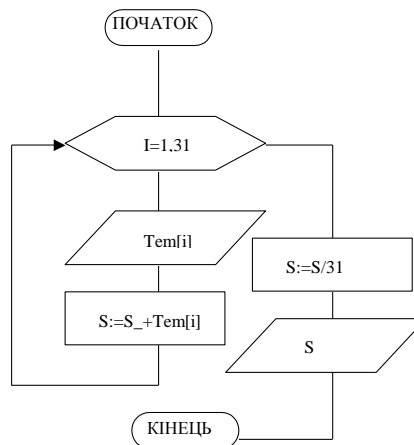 ПОЧАТОК
I=1,31
Tem[i]
S:=S_+Tem[i]
S:=S/31
S
КІНЕЦЬ